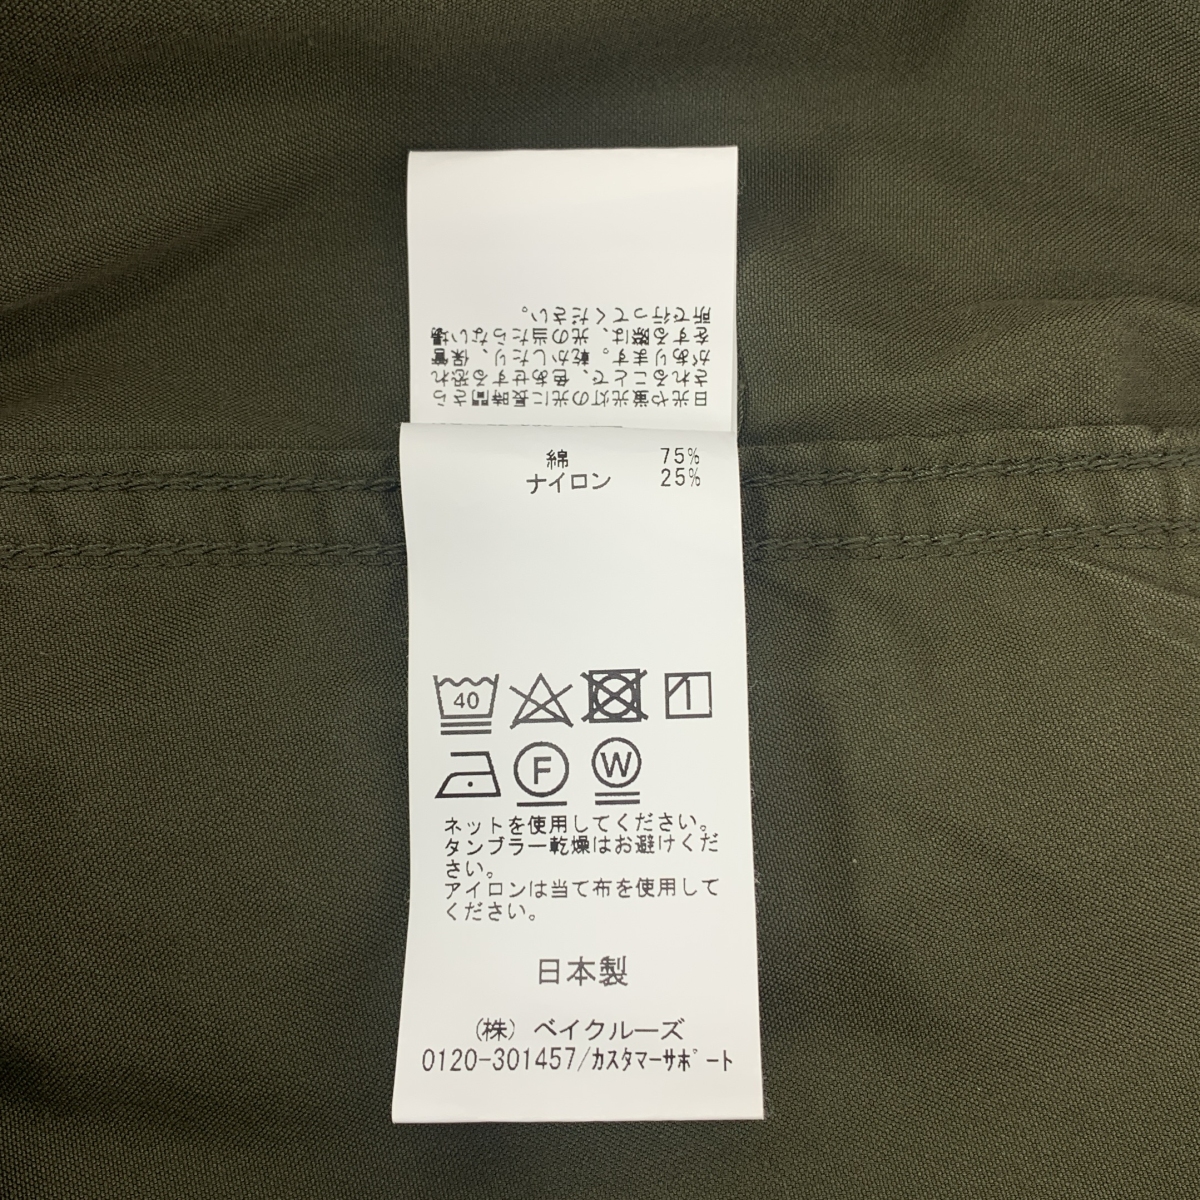 日光や蛍光灯の光に長時間さら
されることで、色あせする恐れ
があります。乾かしたり、保管
をする際は、光の当たらない場
所で行ってください。
綿 75%
ナイロン 25%
40
F W
ネットを使用してください。
タンブラー乾燥はお避けくだ
さい。
アイロンは当て布を使用して
ください。
日本製
(株) ベイクルーズ
0120-301457/カスタマーサポート